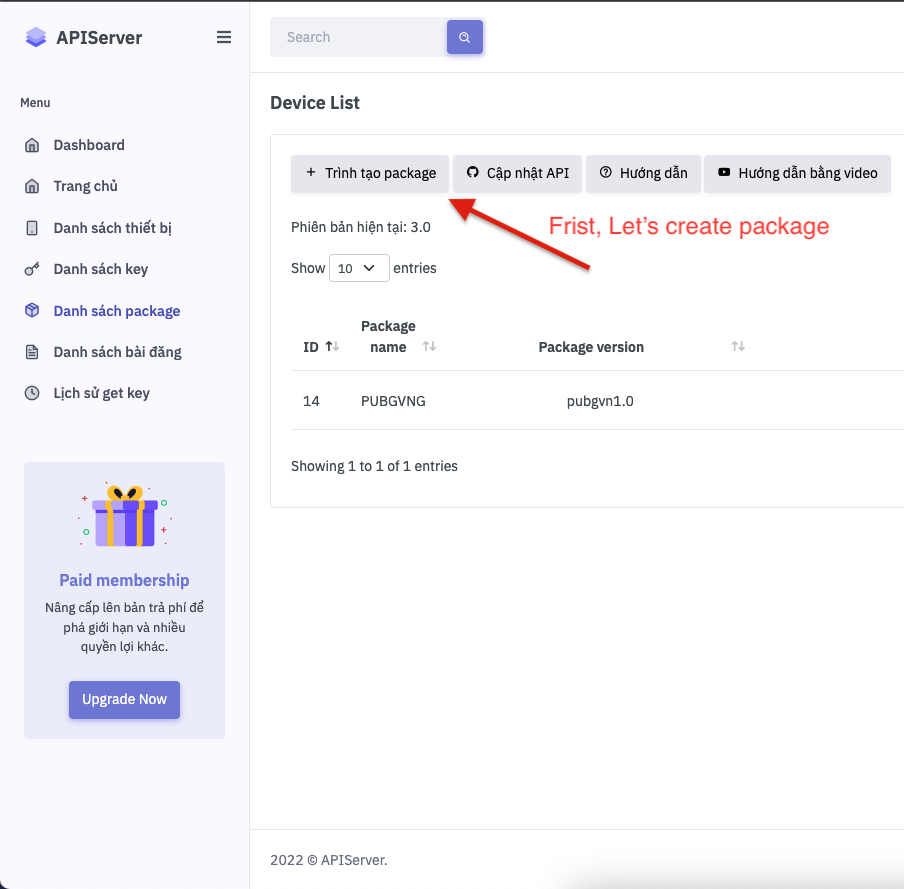 APIServer
Search
Menu
Dashboard
Trang chủ
Danh sách thiết bị
Danh sách key
Danh sách package
Danh sách bài đăng
Lịch sử get key
Paid membership
Nâng cấp lên bản trả phí để
phá giới hạn và nhiều
quyền lợi khác.
Upgrade Now
Device List
+ Trình tạo package Cập nhật API Hướng dẫn Hướng dẫn bằng video
Frist, Let's create package
Phiên bản hiện tại: 3.0
Show 10 entries
ID Package name Package version
14 PUBGVNG pubgvn1.0
Showing 1 to 1 of 1 entries
2022 © APIServer.